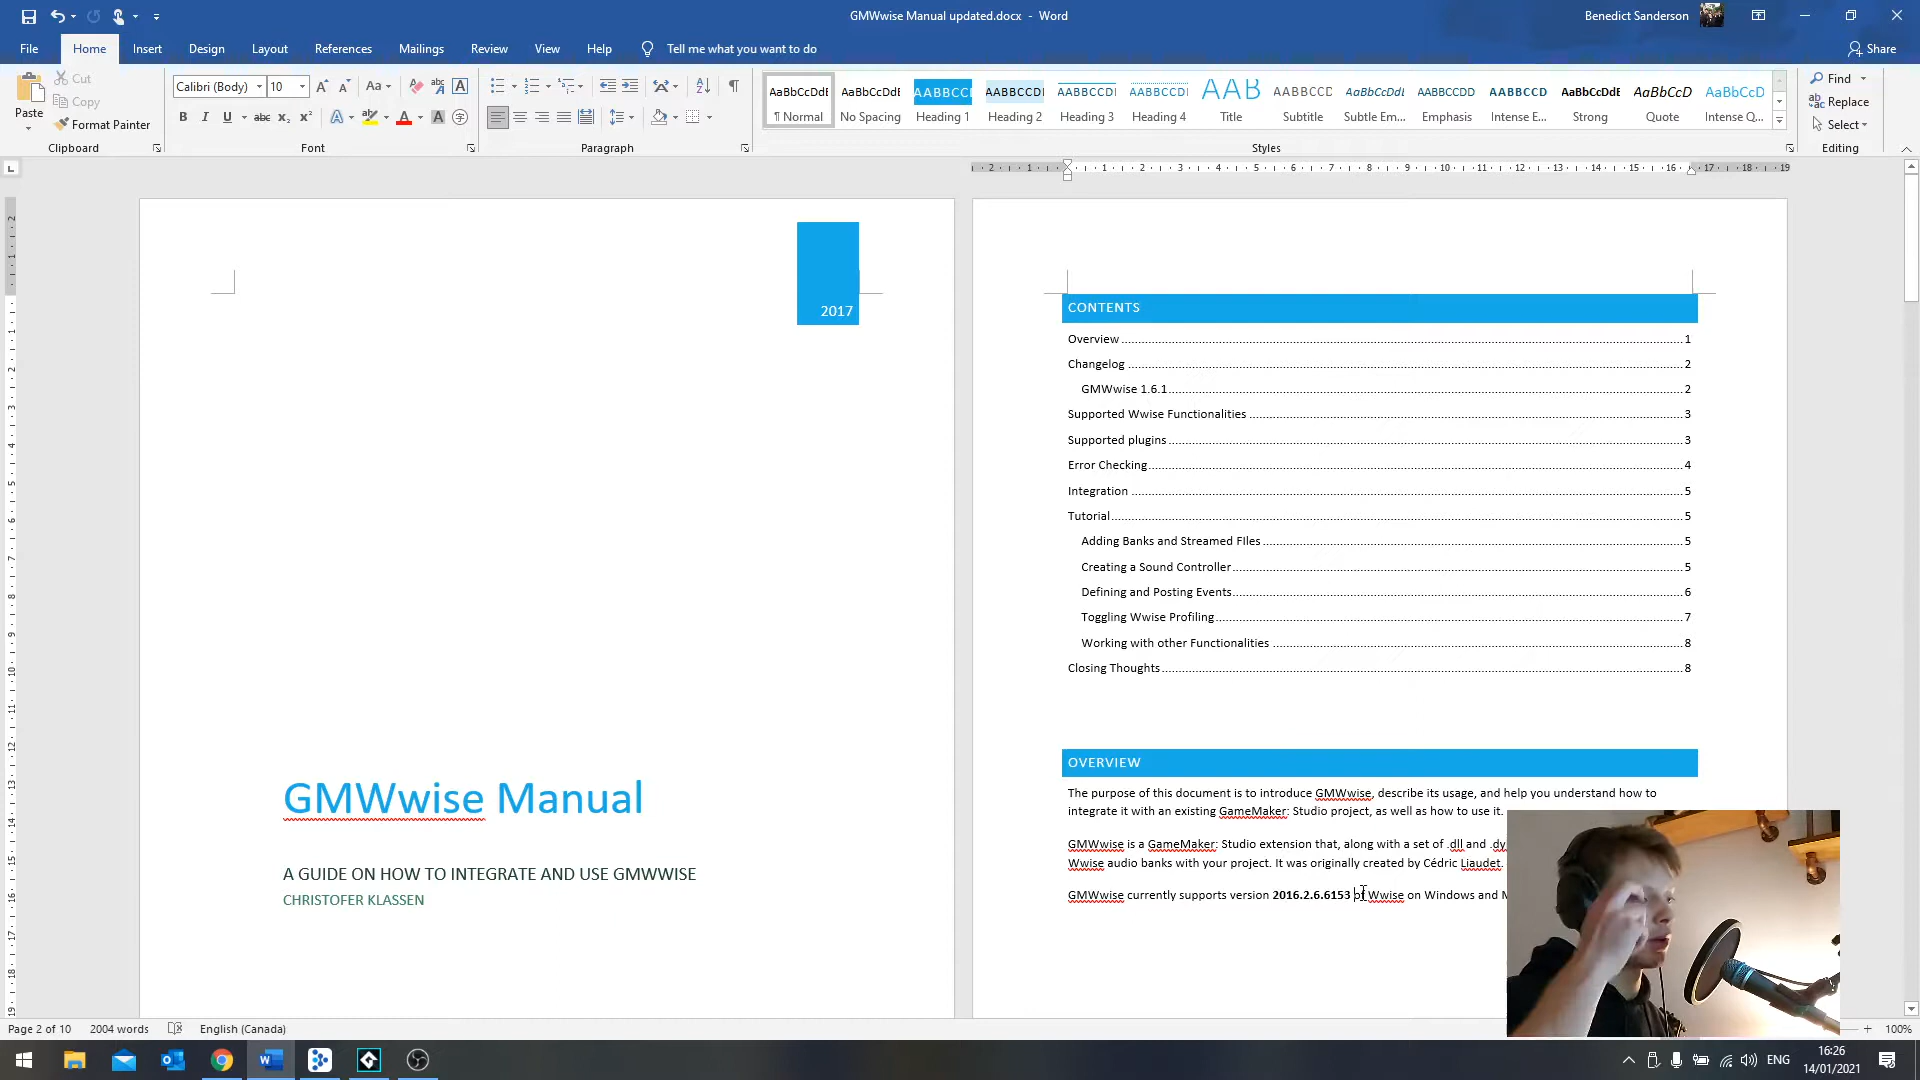 GMWwise Manual updated.docx - Word
Benedict Sanderson
File Home Insert Design Layout References Mailings Review View Help Tell me what you want to do
Share
Cut
Copy
Format Painter
Paste
Clipboard
Calibri (Body) 10
Font
Paragraph
AaBbCcDdE AaBbCcDdE AABBCCI AABBCCDI AABBCCDI AABBCCDI AAB AABBCCD AaBbCcDdE AABBCCDD AABBCCD AaBbCcDdE AaBbCcD AaBbCcD
¶ Normal No Spacing Heading 1 Heading 2 Heading 3 Heading 4 Title Subtitle Subtle Em... Emphasis Intense E... Strong Quote Intense Q...
Styles
Find
Replace
Select
Editing
2017
GMWwise Manual
A GUIDE ON HOW TO INTEGRATE AND USE GMWWISE
CHRISTOFER KLASSEN
CONTENTS
Overview 1
Changelog 2
GMWwise 1.6.1 2
Supported Wwise Functionalities 3
Supported plugins 3
Error Checking 4
Integration 5
Tutorial 5
Adding Banks and Streamed FIles 5
Creating a Sound Controller 5
Defining and Posting Events 6
Toggling Wwise Profiling 7
Working with other Functionalities 8
Closing Thoughts 8
OVERVIEW
The purpose of this document is to introduce GMWwise, describe its usage, and help you understand how to
integrate it with an existing GameMaker: Studio project, as well as how to use it.
GMWwise is a GameMaker: Studio extension that, along with a set of .dll and .dy
Wwise audio banks with your project. It was originally created by Cédric Liaudet.
GMWwise currently supports version 2016.2.6.6153 of Wwise on Windows and M
Page 2 of 10 2004 words English (Canada)
100%
ENG
16:26
14/01/2021